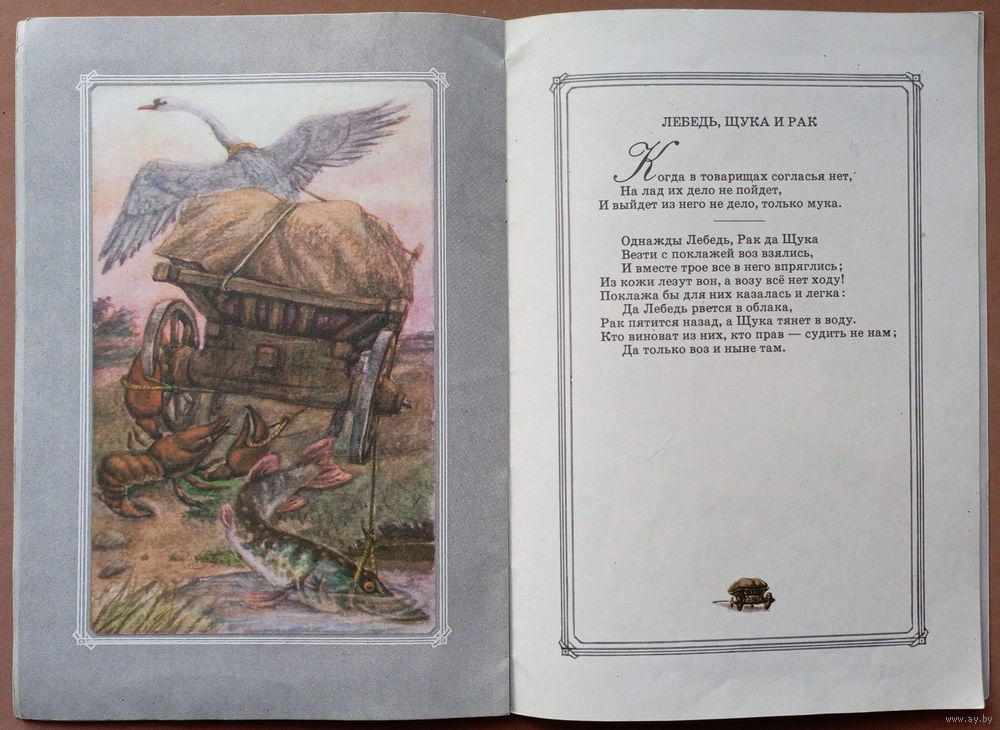 ЛЕБЕДЬ, ЩУКА И РАК
Когда в товарищах согласья нет,
На лад их дело не пойдет,
И выйдет из него не дело, только мука.
Однажды Лебедь, Рак да Щука
Везти с поклажей воз взялись,
И вместе трое все в него впряглись;
Из кожи лезут вон, а возу всё нет ходу!
Поклажа бы для них казалась и легка:
Да Лебедь рвется в облака,
Рак пятится назад, а Щука тянет в воду.
Кто виноват из них, кто прав — судить не нам;
Да только воз и ныне там.
www.ay.by